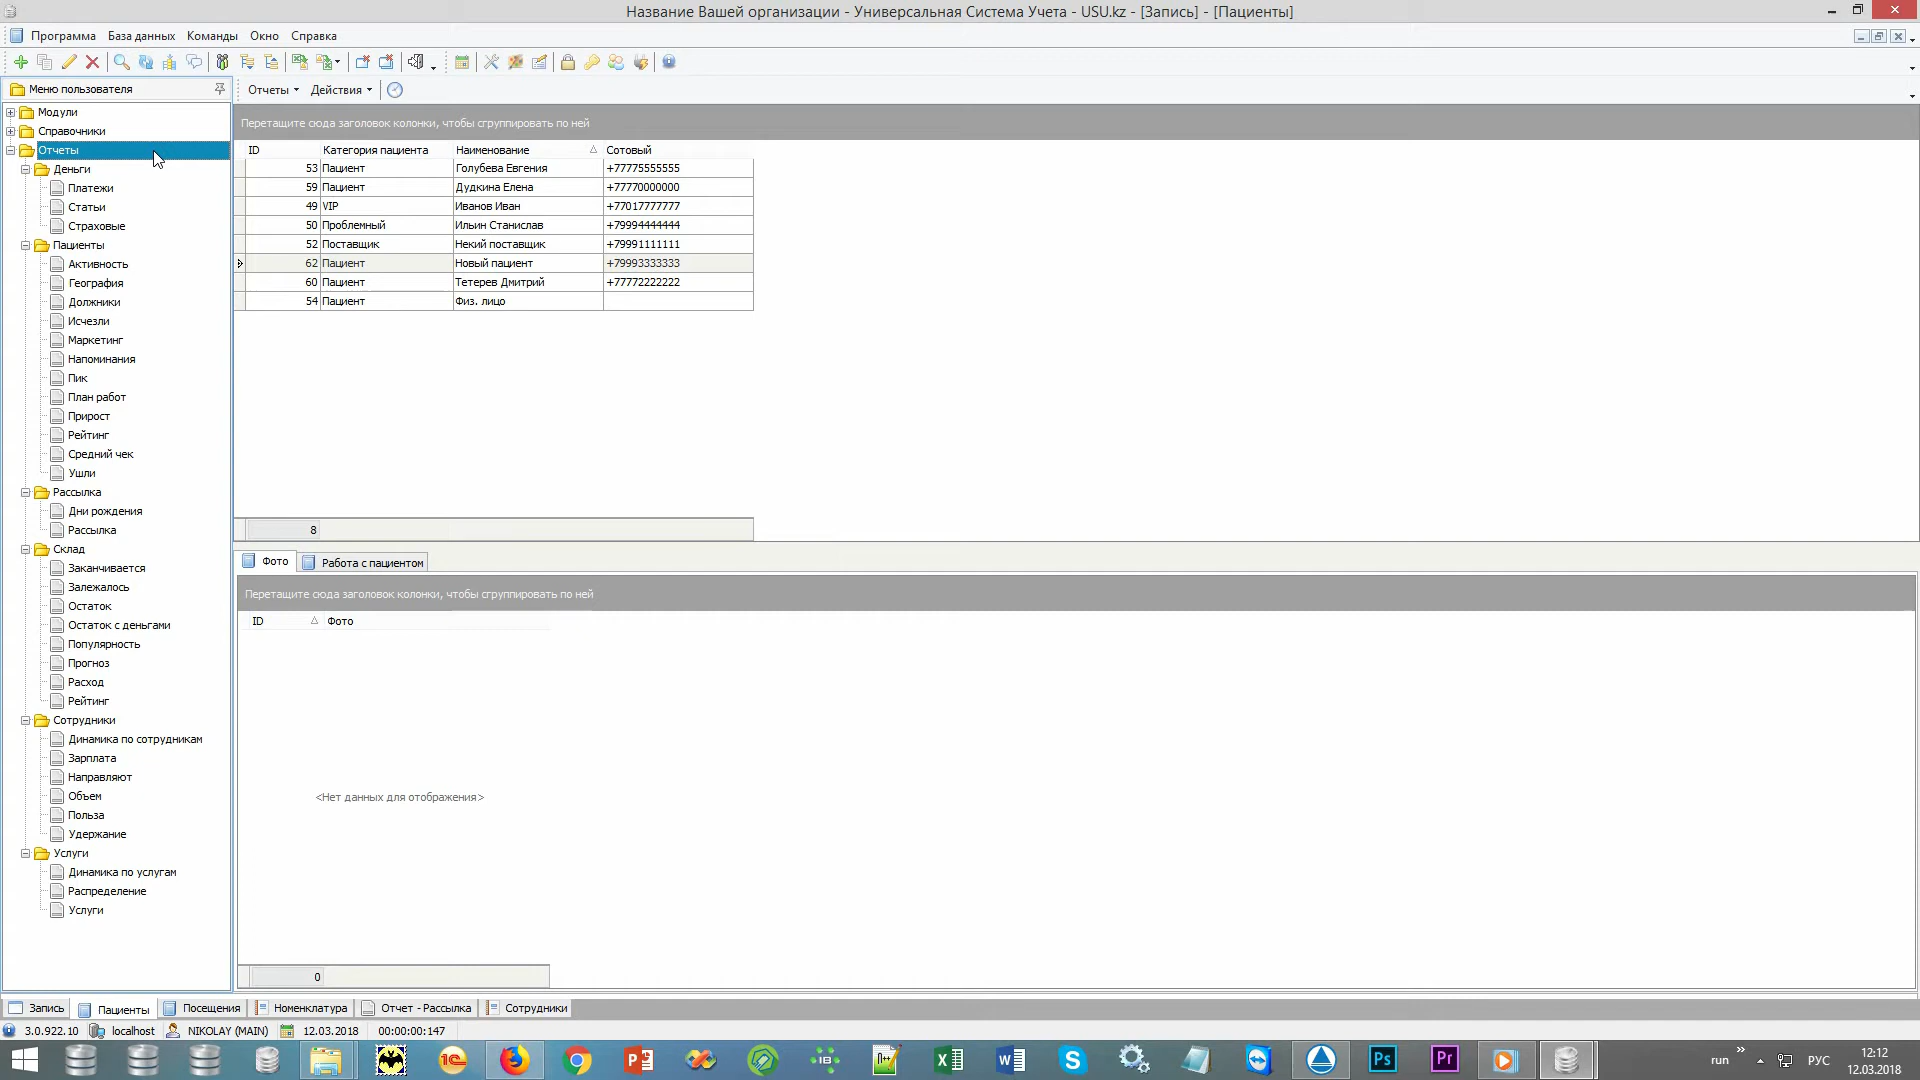 Название Вашей организации - Универсальная Система Учета - USU.kz - [Запись] - [Пациенты]
Программа База данных Команды Окно Справка
Меню пользователя
Отчеты Действия
Модули
Справочники
Отчеты
Деньги
Платежи
Статьи
Страховые
Пациенты
Активность
География
Должники
Исчезли
Маркетинг
Напоминания
Пик
План работ
Прирост
Рейтинг
Средний чек
Ушли
Рассылка
Дни рождения
Рассылка
Склад
Заканчивается
Залежалось
Остаток
Остаток с деньгами
Популярность
Прогноз
Расход
Рейтинг
Сотрудники
Динамика по сотрудникам
Зарплата
Направляют
Объем
Польза
Удержание
Услуги
Динамика по услугам
Распределение
Услуги
Перетащите сюда заголовок колонки, чтобы сгруппировать по ней
ID Категория пациента Наименование Сотовый
53 Пациент Голубева Евгения +77775555555
59 Пациент Дудкина Елена +77770000000
49 VIP Иванов Иван +77017777777
50 Проблемный Ильин Станислав +79994444444
52 Поставщик Некий поставщик +79991111111
62 Пациент Новый пациент +79993333333
60 Пациент Тетерев Дмитрий +77772222222
54 Пациент Физ. лицо
8
Фото Работа с пациентом
Перетащите сюда заголовок колонки, чтобы сгруппировать по ней
ID Фото
<Нет данных для отображения>
0
Запись Пациенты Посещения Номенклатура Отчет - Рассылка Сотрудники
3.0.922.10 localhost NIKOLAY (MAIN) 12.03.2018 00:00:00:147
run » РУС 12:12
12.03.2018